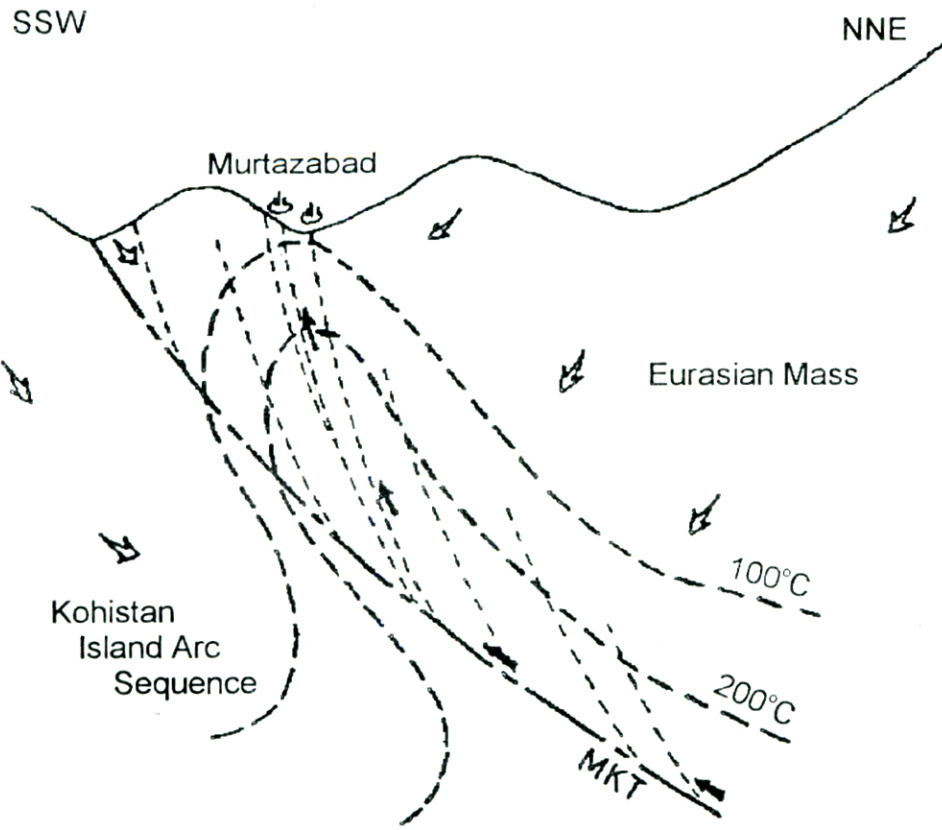 SSW
NNE
Murtazabad
Eurasian Mass
100°C
Kohistan
Island Arc
Sequence
200°C
MKT